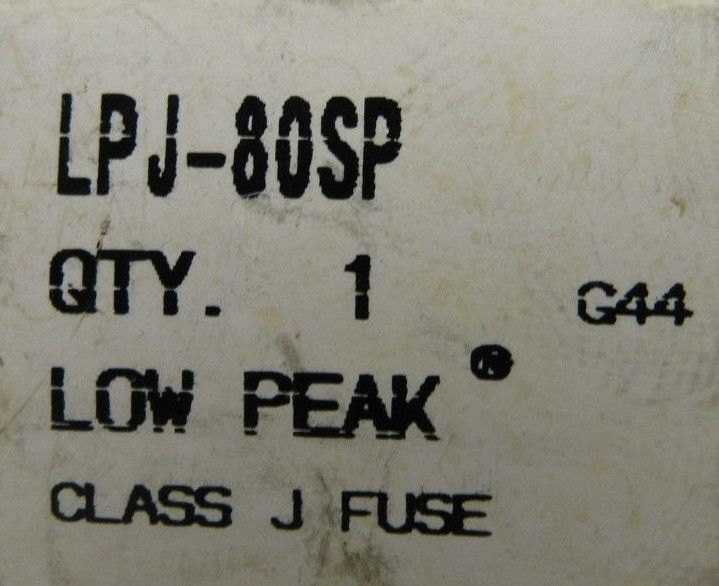 LPJ-80SP
QTY. 1 G44
LOW PEAK®
CLASS J FUSE